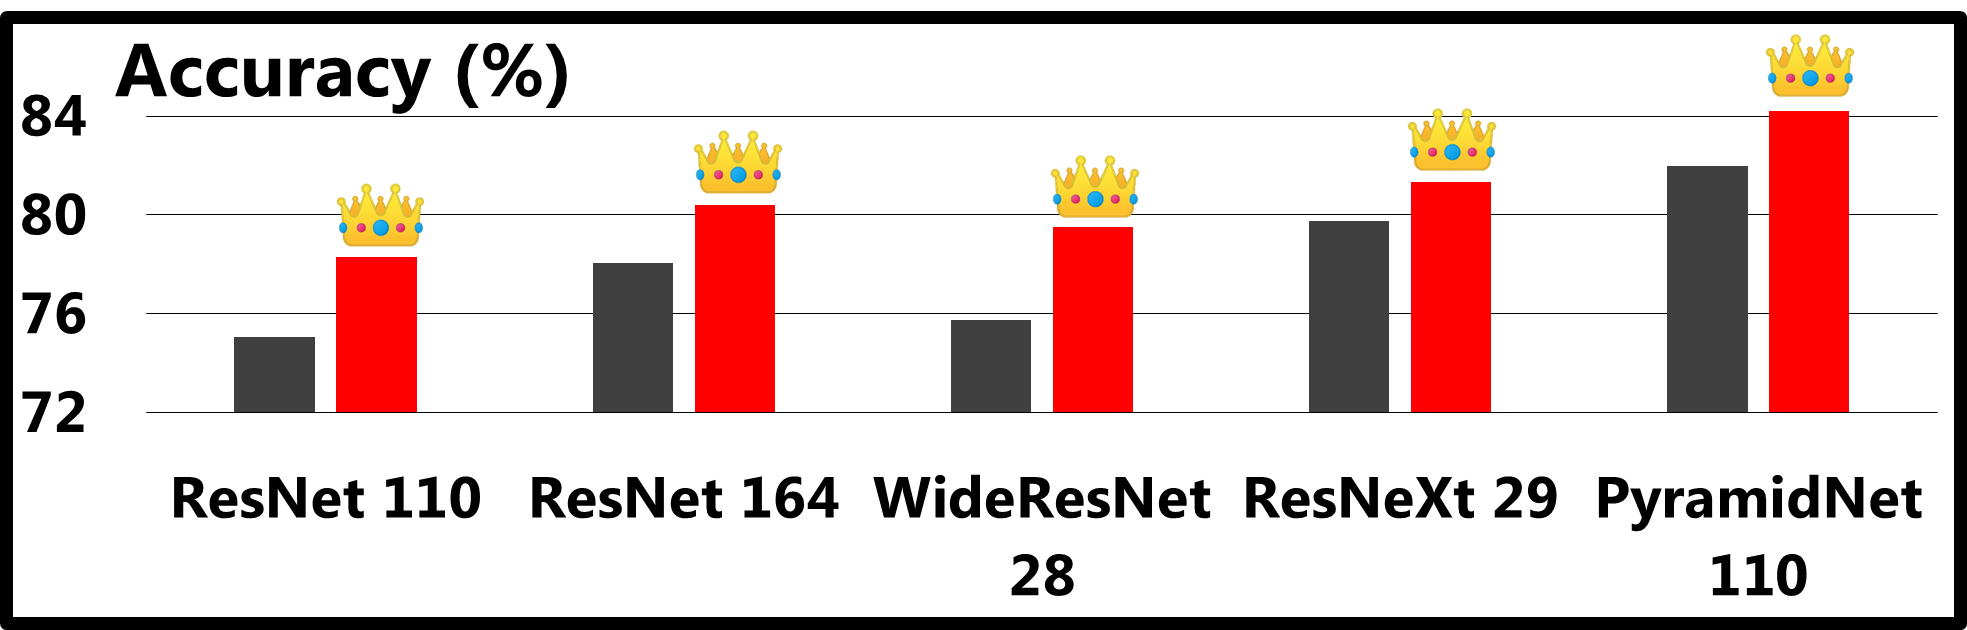 Accuracy (%)
84
80
76
72
ResNet 110
ResNet 164
WideResNet
28
ResNeXt 29
PyramidNet
110